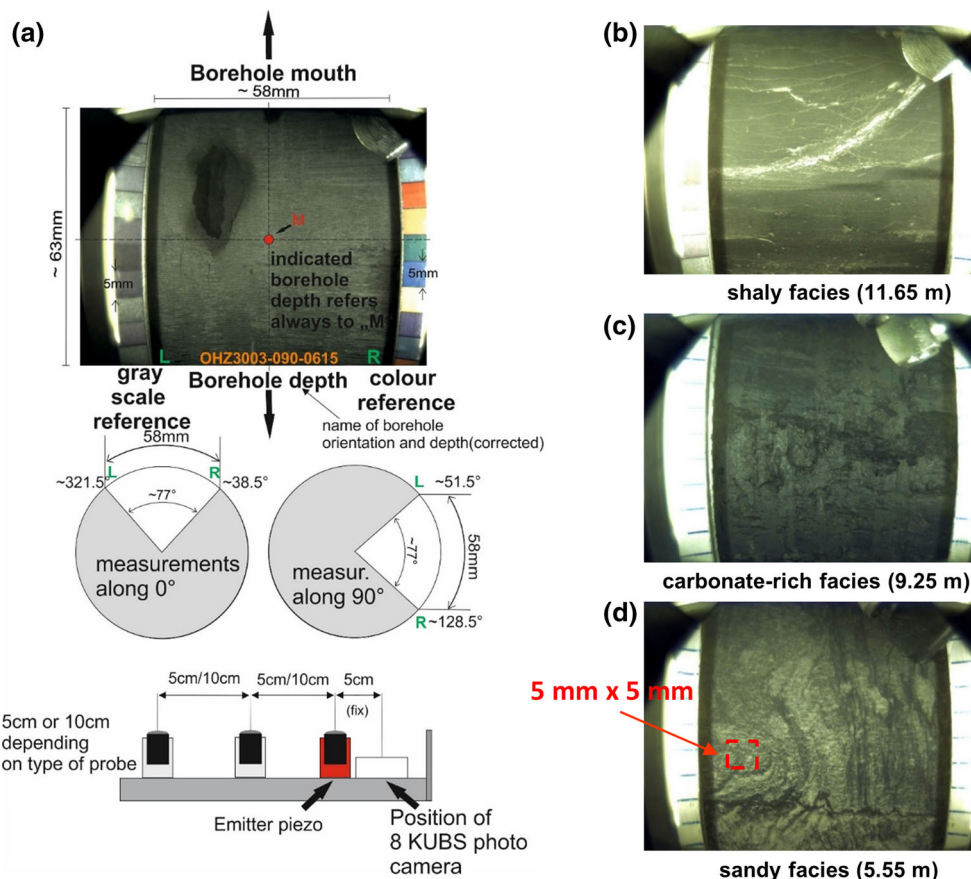 (a)
Borehole mouth
~ 58mm
~ 63mm
5mm
5mm
M
indicated
borehole
depth refers
always to „M
L
OHZ3003-090-0615
R
gray
scale
reference
Borehole depth
colour
reference
name of borehole
orientation and depth(corrected)
58mm
L
R
~321.5°
~38.5°
~77°
measurements
along 0°
L
~51.5°
~77°
58mm
measur.
along 90°
R
~128.5°
5cm/10cm
5cm/10cm
5cm
(fix)
5cm or 10cm
depending
on type of probe
Emitter piezo
Position of
8 KUBS photo
camera
(b)
shaly facies (11.65 m)
(c)
carbonate-rich facies (9.25 m)
(d)
5 mm x 5 mm
sandy facies (5.55 m)